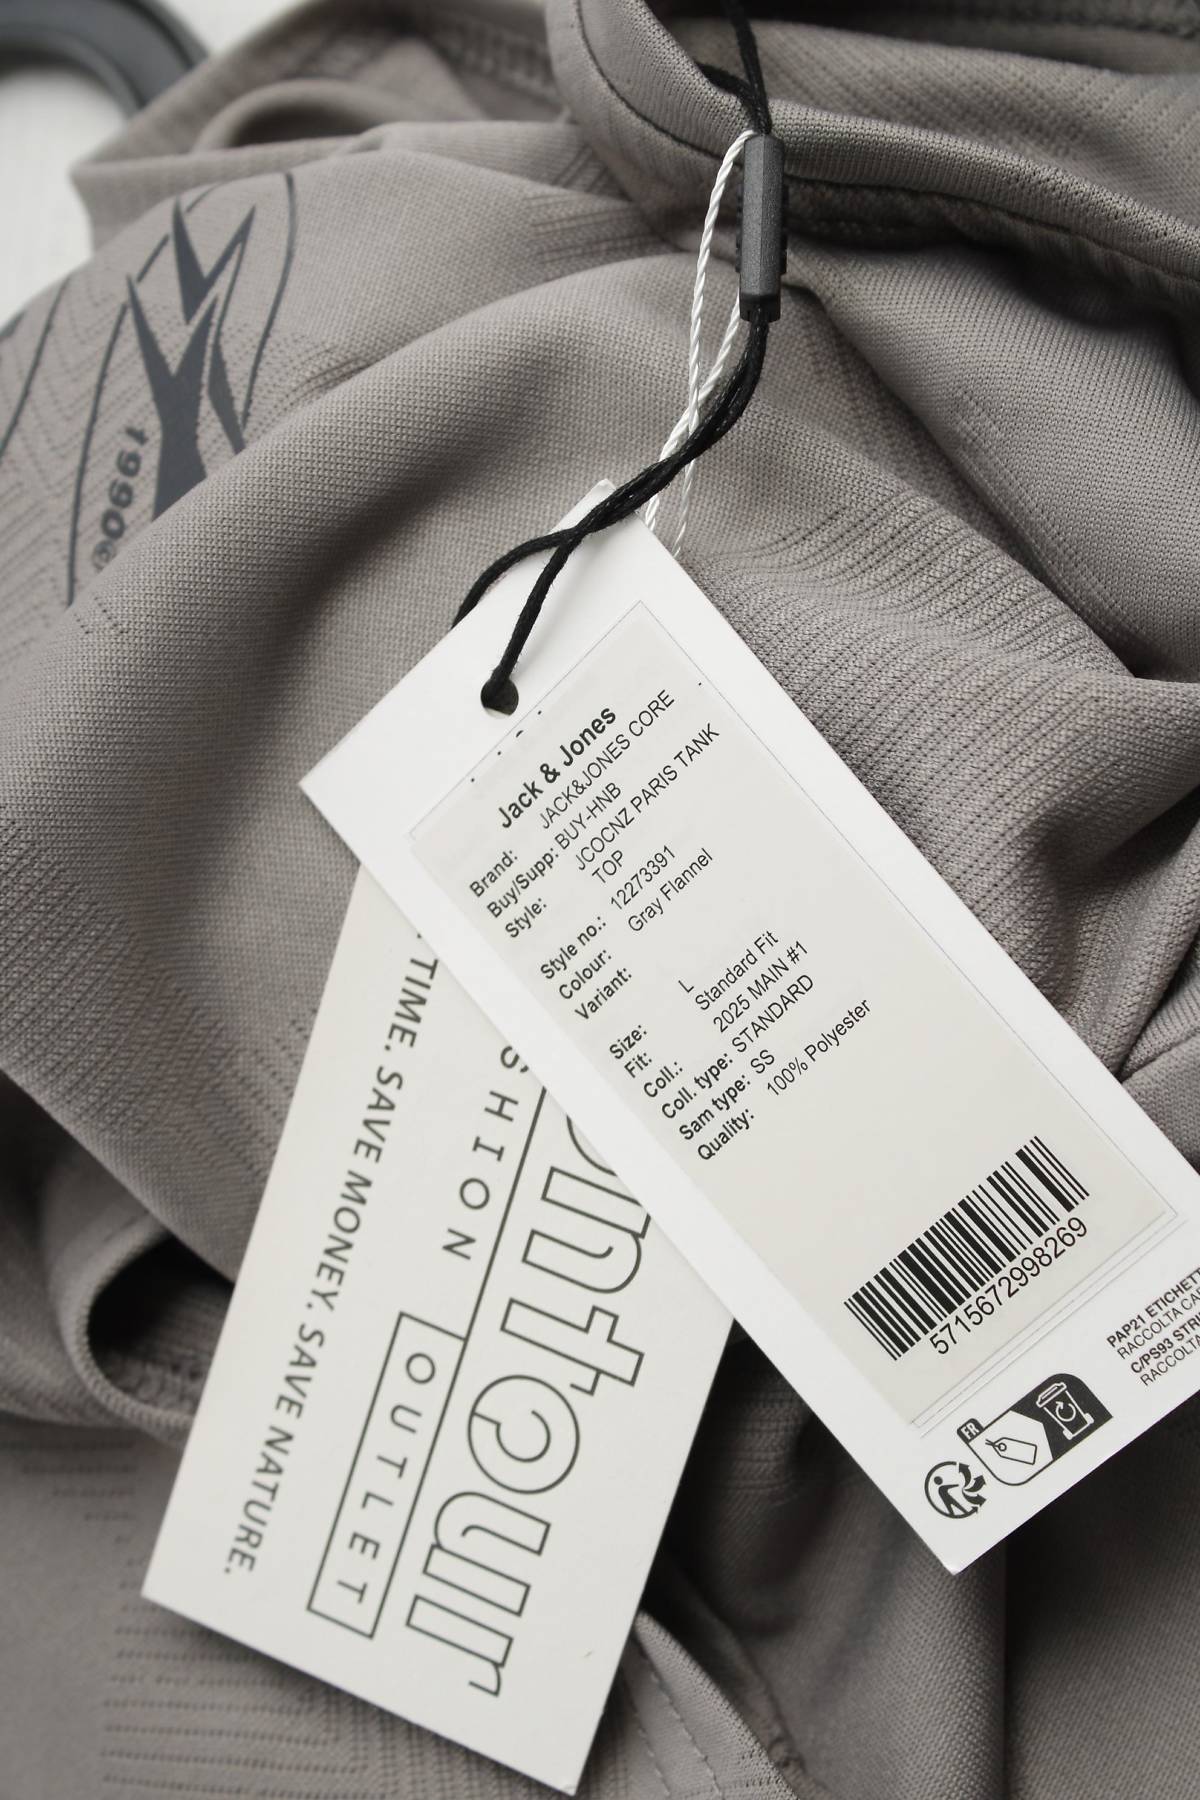 1990®
Jack & Jones
Brand: JACK&JONES CORE
Buy/Supp: BUY-HNB
Style: JCOCNZ PARIS TANK
TOP
Style no.: 12273391
Colour: Gray Flannel
Variant:
Size: L
Fit: Standard Fit
Coll.: 2025 MAIN #1
Coll. type: STANDARD
Sam type: SS
Quality: 100% Polyester
5715672998269
FR
PAP21 ETICHETT
RACCOLTA CA
C/PS93 STRI
RACCOLTA
TIME. SAVE MONEY. SAVE NATURE.
SHION
OUTLET
ontour